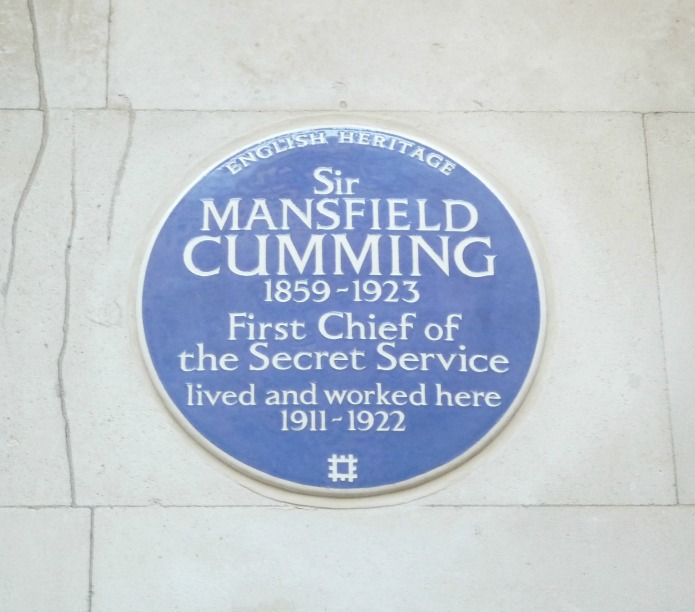 ENGLISH HERITAGE
Sir
MANSFIELD
CUMMING
1859-1923
First Chief of
the Secret Service
lived and worked here
1911-1922